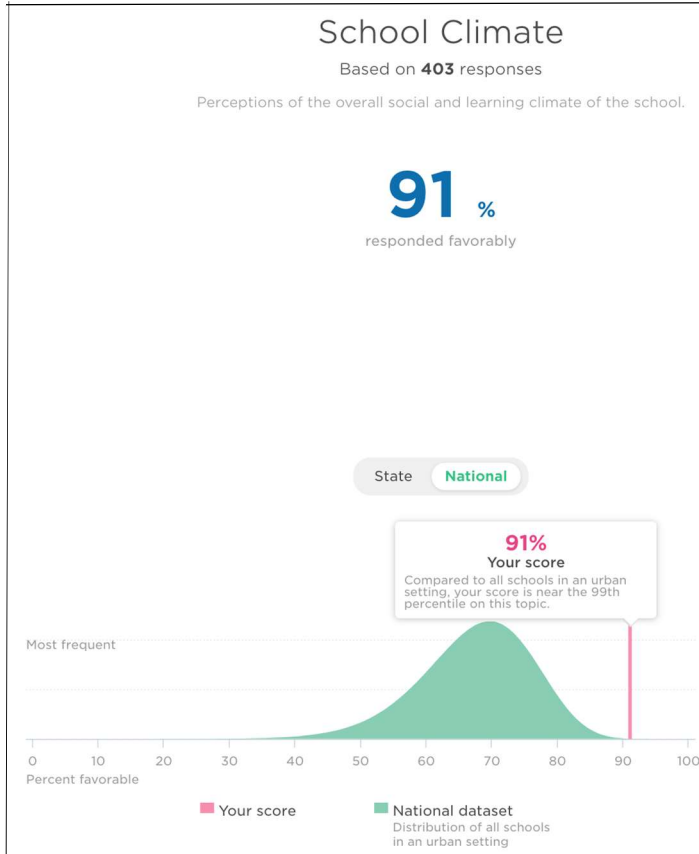 School Climate
Based on 403 responses
Perceptions of the overall social and learning climate of the school.
91 %
responded favorably
State National
91%
Your score
Compared to all schools in an urban
setting, your score is near the 99th
percentile on this topic.
Most frequent
0 10 20 30 40 50 60 70 80 90 100
Percent favorable
Your score National dataset
Distribution of all schools
in an urban setting